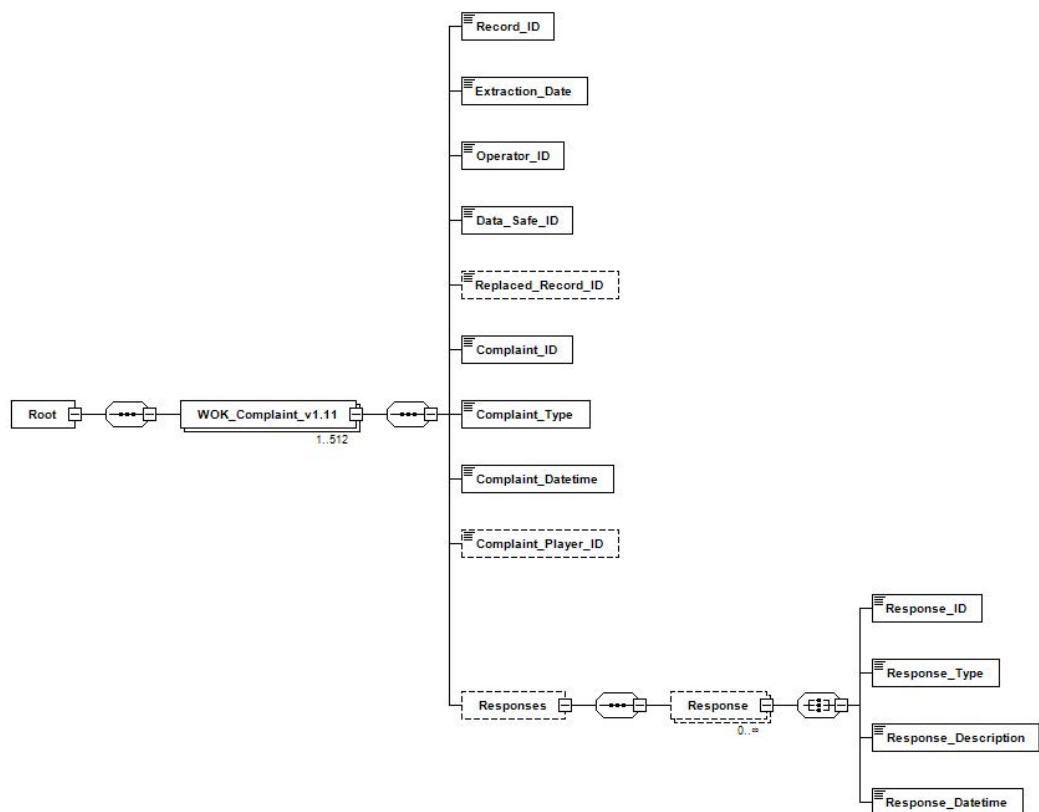 Record_ID
Extraction_Date
Operator_ID
Data_Safe_ID
Replaced_Record_ID
Complaint_ID
Root
WOK_Complaint_v1.11
1..512
Complaint_Type
Complaint_Datetime
Complaint_Player_ID
Responses
Response
0..∞
Response_ID
Response_Type
Response_Description
Response_Datetime